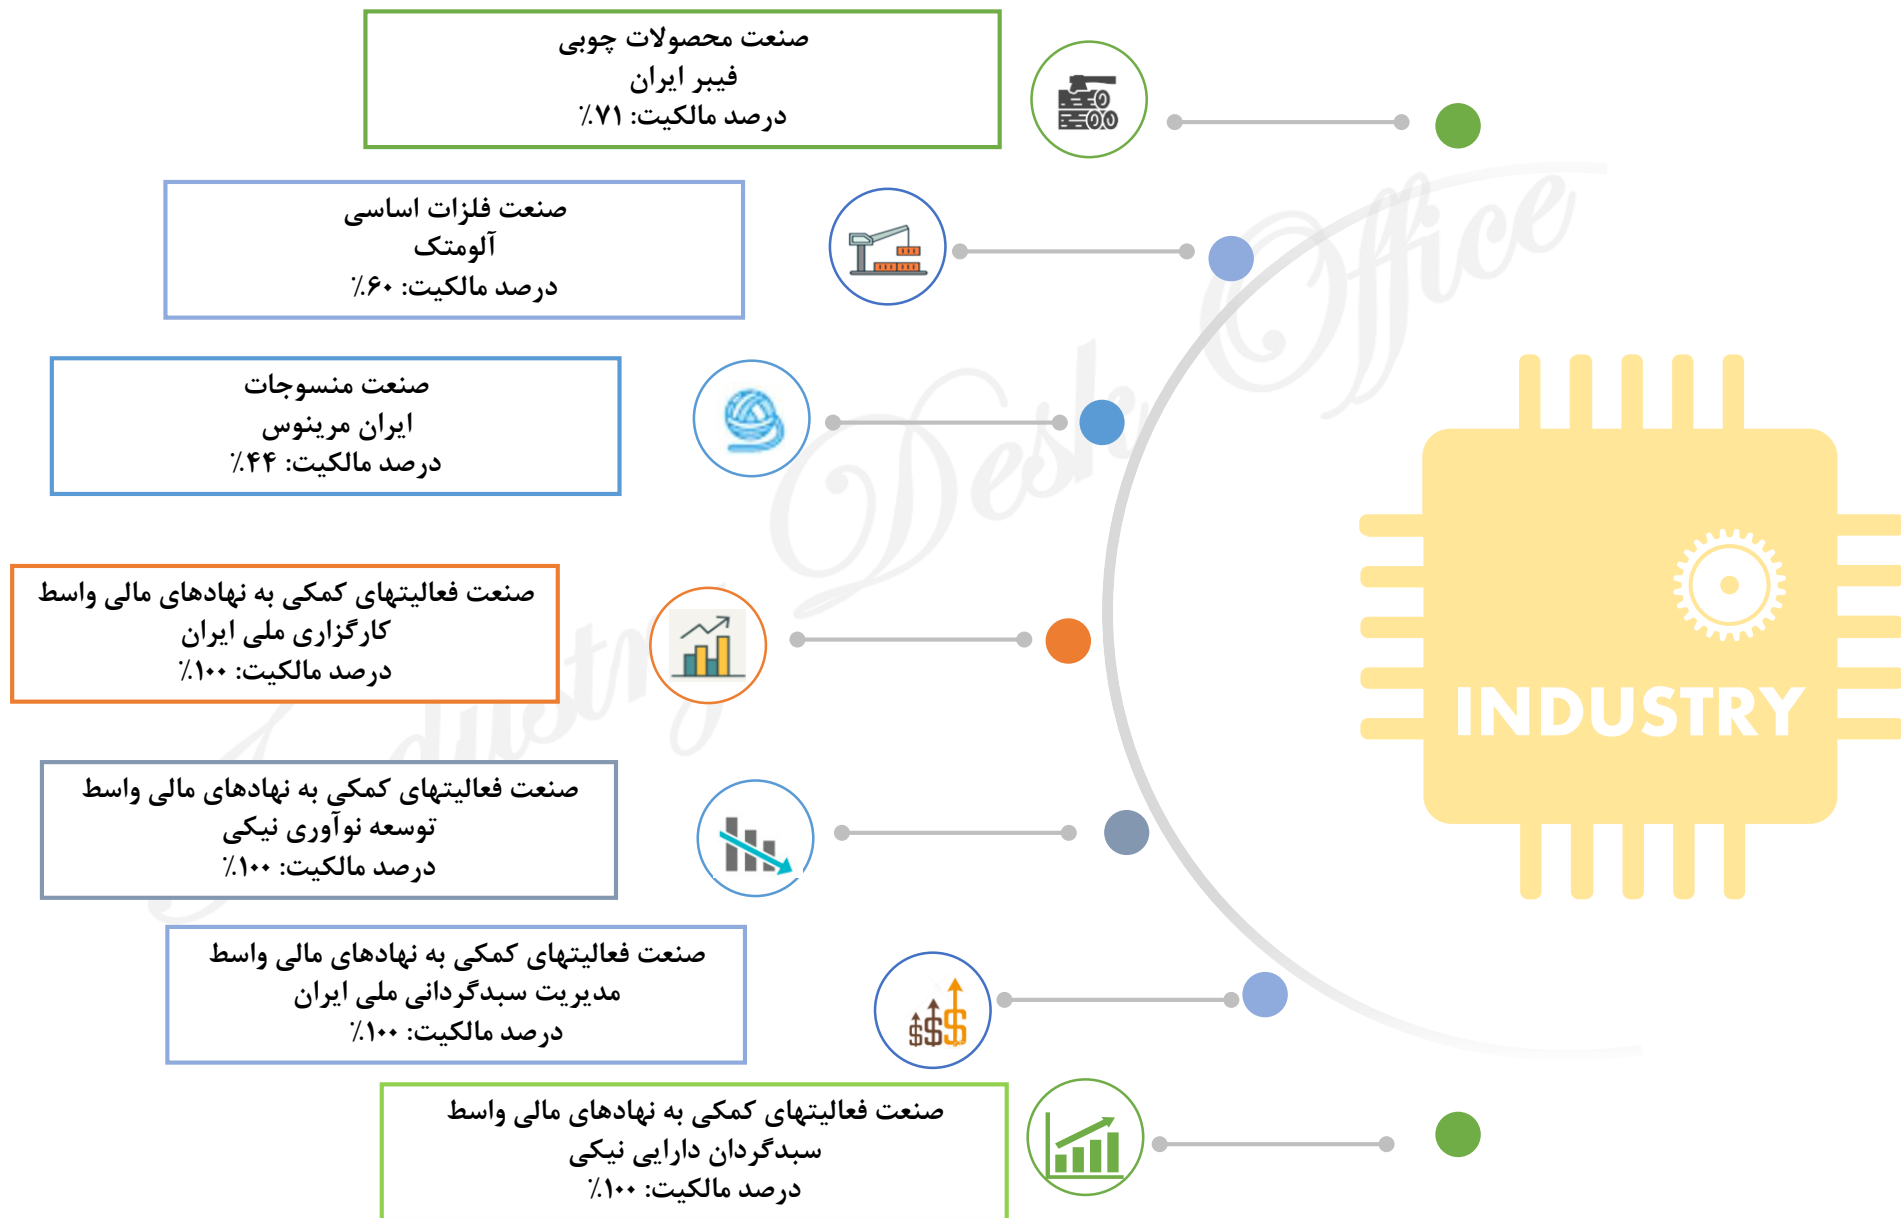 صنعت محصولات چوبی
فیبر ایران
درصد مالکیت: ۷۱٪
صنعت فلزات اساسی
آلومتک
درصد مالکیت: ۶۰٪
صنعت منسوجات
ایران مرینوس
درصد مالکیت: ۴۴٪
صنعت فعالیتهای کمکی به نهادهای مالی واسط
کارگزاری ملی ایران
درصد مالکیت: ۱۰۰٪
صنعت فعالیتهای کمکی به نهادهای مالی واسط
توسعه نوآوری نیکی
درصد مالکیت: ۱۰۰٪
صنعت فعالیتهای کمکی به نهادهای مالی واسط
مدیریت سبدگردانی ملی ایران
درصد مالکیت: ۱۰۰٪
صنعت فعالیتهای کمکی به نهادهای مالی واسط
سبدگردان دارایی نیکی
درصد مالکیت: ۱۰۰٪
INDUSTRY
Industry Desk Office